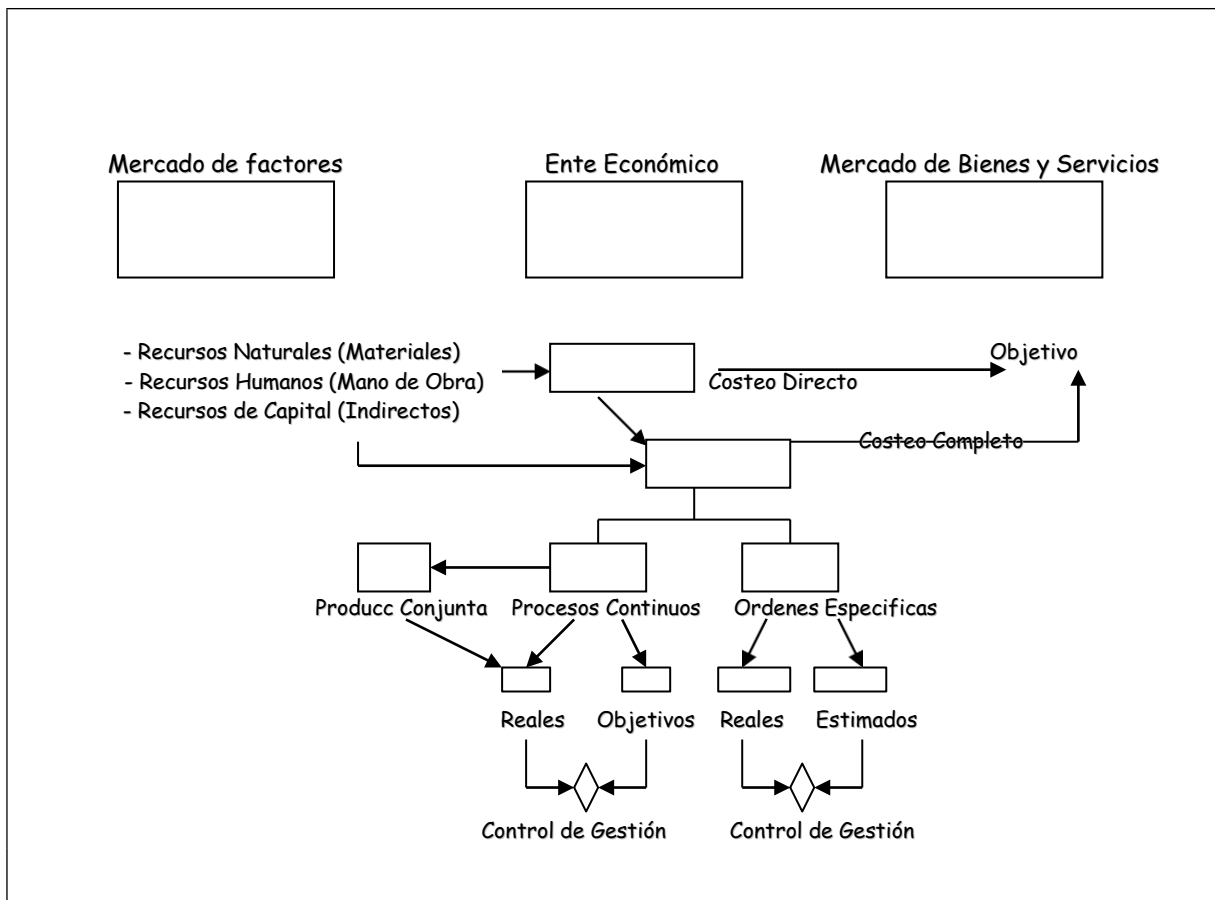 Mercado de factores
Ente Económico
Mercado de Bienes y Servicios
- Recursos Naturales (Materiales)
- Recursos Humanos (Mano de Obra)
- Recursos de Capital (Indirectos)
Objetivo
Costeo Directo
Costeo Completo
Producc Conjunta
Procesos Continuos
Ordenes Especificas
Reales
Objetivos
Reales
Estimados
Control de Gestión
Control de Gestión